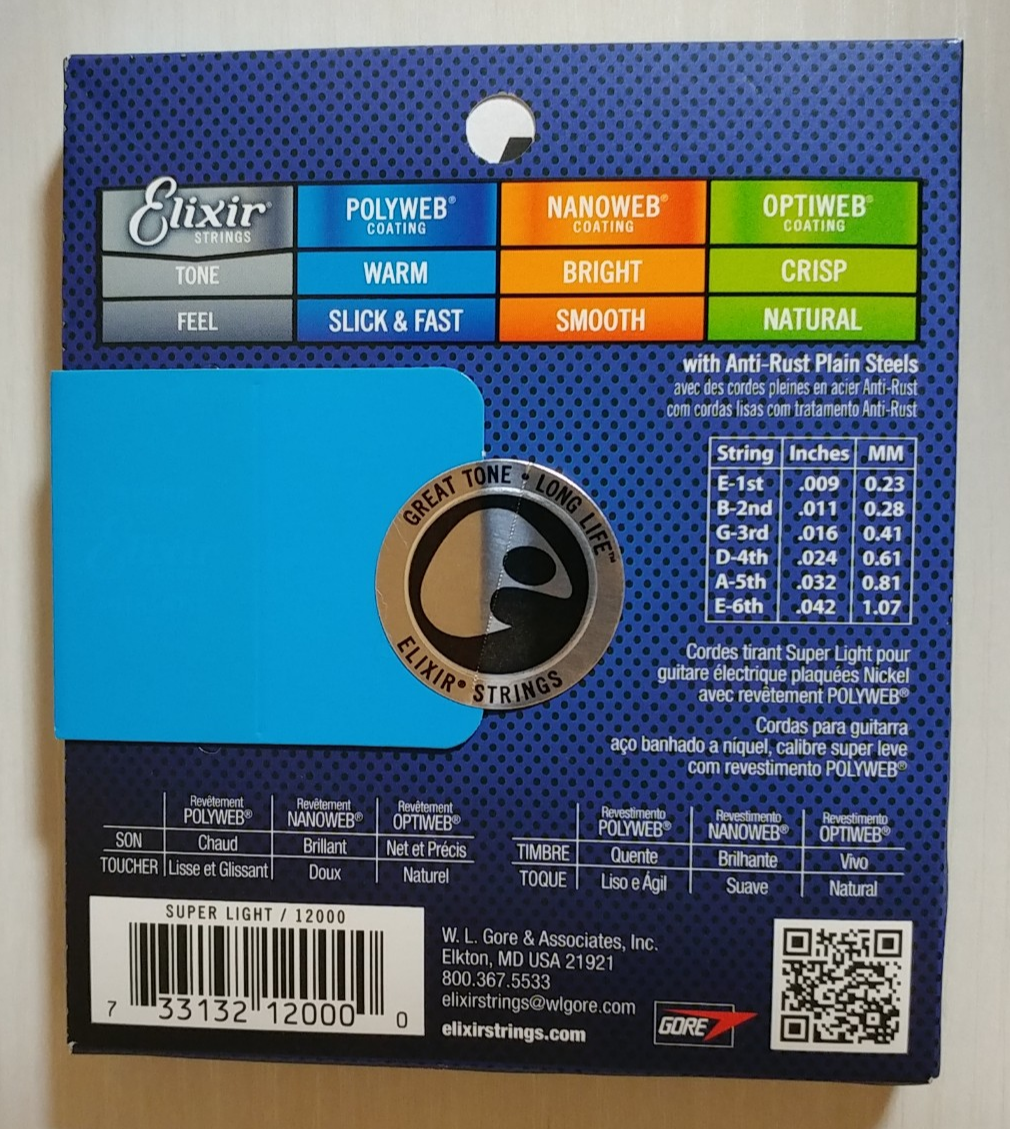 Elixir®
STRINGS
POLYWEB®
COATING
NANOWEB®
COATING
OPTIWEB®
COATING
TONE WARM BRIGHT CRISP
FEEL SLICK & FAST SMOOTH NATURAL
with Anti-Rust Plain Steels
avec des cordes pleines en acier Anti-Rust
com cordas lisas com tratamento Anti-Rust
String Inches MM
E-1st .009 0.23
B-2nd .011 0.28
G-3rd .016 0.41
D-4th .024 0.61
A-5th .032 0.81
E-6th .042 1.07
GREAT TONE • LONG LIFE™
ELIXIR® STRINGS
Cordes tirant Super Light pour
guitare électrique plaquées Nickel
avec revêtement POLYWEB®
Cordas para guitarra
aço banhado a níquel, calibre super leve
com revestimento POLYWEB®
Revêtement
POLYWEB®
Revêtement
NANOWEB®
Revêtement
OPTIWEB®
SON Chaud Brillant Net et Précis
TOUCHER Lisse et Glissant Doux Naturel
Revestimento
POLYWEB®
Revestimento
NANOWEB®
Revestimento
OPTIWEB®
TIMBRE Quente Brilhante Vivo
TOQUE Liso e Ágil Suave Natural
SUPER LIGHT / 12000
7 33132 12000 0
W. L. Gore & Associates, Inc.
Elkton, MD USA 21921
800.367.5533
elixirstrings@wlgore.com
elixirstrings.com
GORE